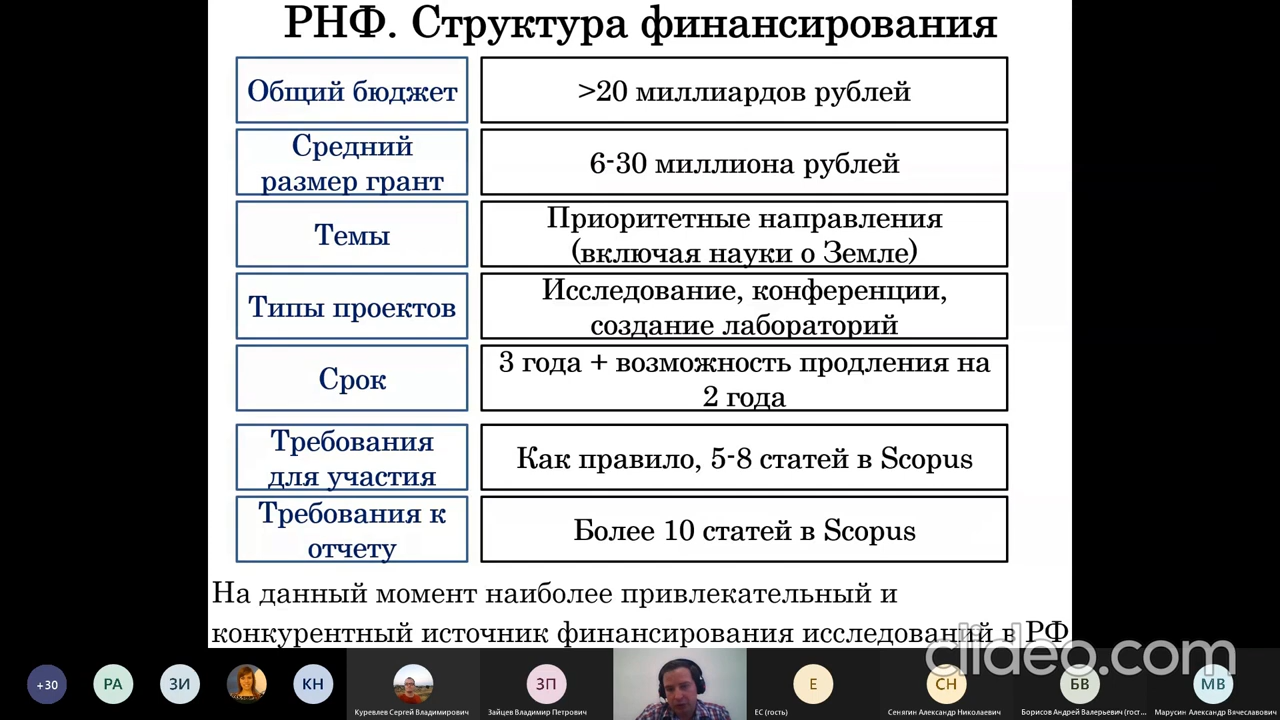 РНФ. Структура финансирования
Общий бюджет
>20 миллиардов рублей
Средний
размер грант
6-30 миллиона рублей
Темы
Приоритетные направления
(включая науки о Земле)
Типы проектов
Исследование, конференции,
создание лабораторий
Срок
3 года + возможность продления на
2 года
Требования
для участия
Как правило, 5-8 статей в Scopus
Требования к
отчету
Более 10 статей в Scopus
На данный момент наиболее привлекательный и
конкурентный источник финансирования исследований в РФ
clideo.com
+30
РА
ЗИ
КН
Куревлев Сергей Владимирович
ЗП
Зайцев Владимир Петрович
Е
ЕС (гость)
СН
Сенягин Александр Николаевич
БВ
Борисов Андрей Валерьевич (гост...
МВ
Марусин Александр Вячеславович